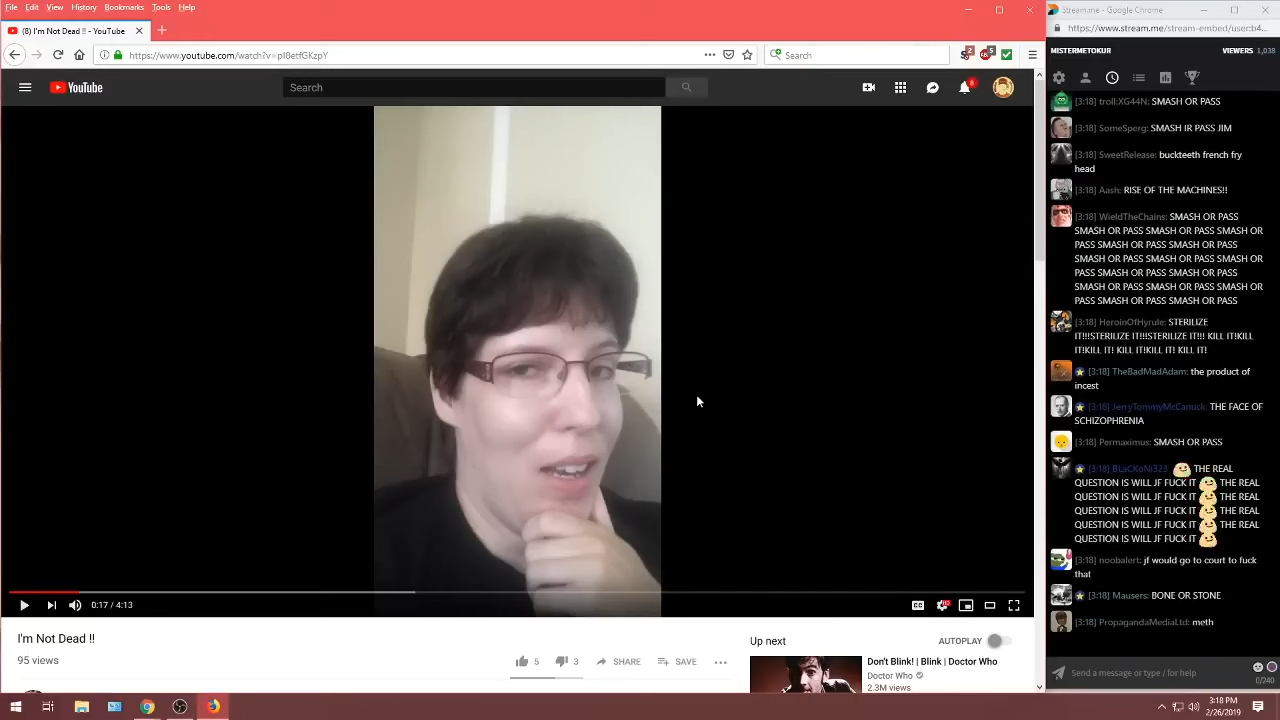 File Edit View History Bookmarks Tools Help
(8) I'm Not Dead !! - YouTube
https://www.youtube.com/watch?v=pI8etfGKzpY
Search
YouTube
Search
8
0:17 / 4:13
I'm Not Dead !!
95 views
5
3
SHARE
SAVE
Up next
AUTOPLAY
Don't Blink! | Blink | Doctor Who
Doctor Who
2.3M views
Stream.me - Google Chrome
https://www.stream.me/stream-embed/user:b4...
MISTERMETOKUR
VIEWERS 1,038
[3:18] troll:XG44N: SMASH OR PASS
[3:18] SomeSperg: SMASH IR PASS JIM
[3:18] SweetRelease: buckteeth french fry
head
[3:18] Aash: RISE OF THE MACHINES!!
[3:18] WieldTheChains: SMASH OR PASS
SMASH OR PASS SMASH OR PASS SMASH OR
PASS SMASH OR PASS SMASH OR PASS
SMASH OR PASS SMASH OR PASS SMASH OR
PASS SMASH OR PASS SMASH OR PASS
SMASH OR PASS SMASH OR PASS SMASH OR
PASS SMASH OR PASS SMASH OR PASS
[3:18] HeroinOfHyrule: STERILIZE
IT!!!STERILIZE IT!!!STERILIZE IT!!! KILL IT!KILL
IT!KILL IT! KILL IT!KILL IT! KILL IT!
[3:18] TheBadMadAdam: the product of
incest
[3:18] JerryTommyMcCanuck: THE FACE OF
SCHIZOPHRENIA
[3:18] Permaximus: SMASH OR PASS
[3:18] BLaCKoNi323 THE REAL
QUESTION IS WILL JF FUCK IT THE REAL
QUESTION IS WILL JF FUCK IT THE REAL
QUESTION IS WILL JF FUCK IT THE REAL
QUESTION IS WILL JF FUCK IT THE REAL
QUESTION IS WILL JF FUCK IT
[3:18] noobalert: jf would go to court to fuck
that
[3:18] Mausers: BONE OR STONE
[3:18] PropagandaMediaLtd: meth
Send a message or type / for help
0/240
3:18 PM
2/26/2019